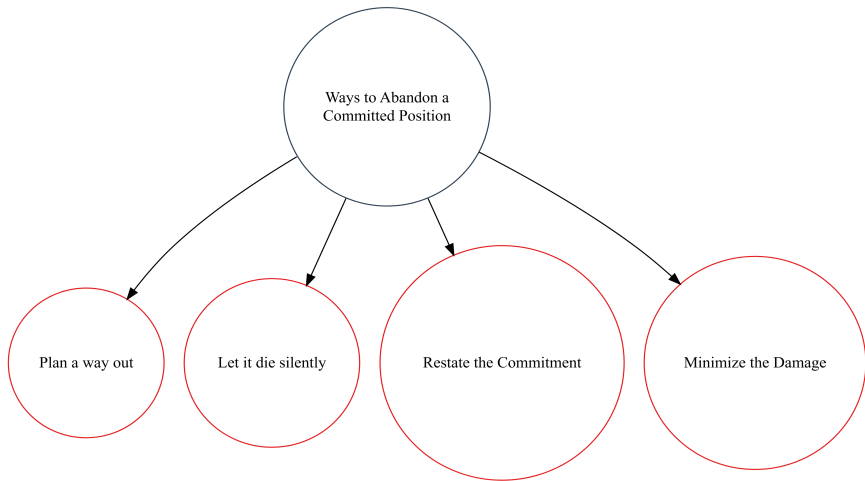 Ways to Abandon a
Committed Position
Plan a way out
Let it die silently
Restate the Commitment
Minimize the Damage